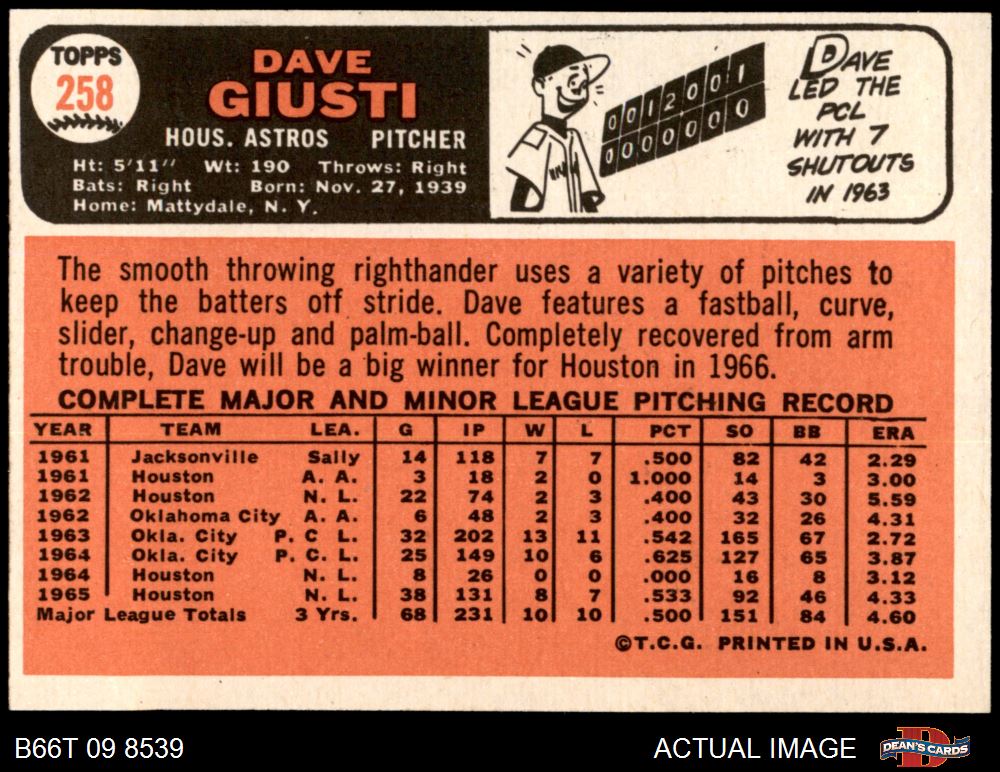 TOPPS
258
DAVE
GIUSTI
HOUS. ASTROS PITCHER
Ht: 5'11" Wt: 190 Throws: Right
Bats: Right Born: Nov. 27, 1939
Home: Mattydale, N. Y.
0012001
0000000
DAVE
LED THE
PCL
WITH 7
SHUTOUTS
IN 1963
The smooth throwing righthander uses a variety of pitches to
keep the batters off stride. Dave features a fastball, curve,
slider, change-up and palm-ball. Completely recovered from arm
trouble, Dave will be a big winner for Houston in 1966.
COMPLETE MAJOR AND MINOR LEAGUE PITCHING RECORD
YEAR TEAM LEA. G IP W L PCT SO BB ERA
1961 Jacksonville Sally 14 118 7 7 .500 82 42 2.29
1961 Houston A. A. 3 18 2 0 1.000 14 3 3.00
1962 Houston N. L. 22 74 2 3 .400 43 30 5.59
1962 Oklahoma City A. A. 6 48 2 3 .400 32 26 4.31
1963 Okla. City P. C L. 32 202 13 11 .542 165 67 2.72
1964 Okla. City P. C. L. 25 149 10 6 .625 127 65 3.87
1964 Houston N. L. 8 26 0 0 .000 16 8 3.12
1965 Houston N. L. 38 131 8 7 .533 92 46 4.33
Major League Totals 3 Yrs. 68 231 10 10 .500 151 84 4.60
©T.C.G. PRINTED IN U.S.A.
B66T 09 8539
ACTUAL IMAGE
DEAN'S CARDS